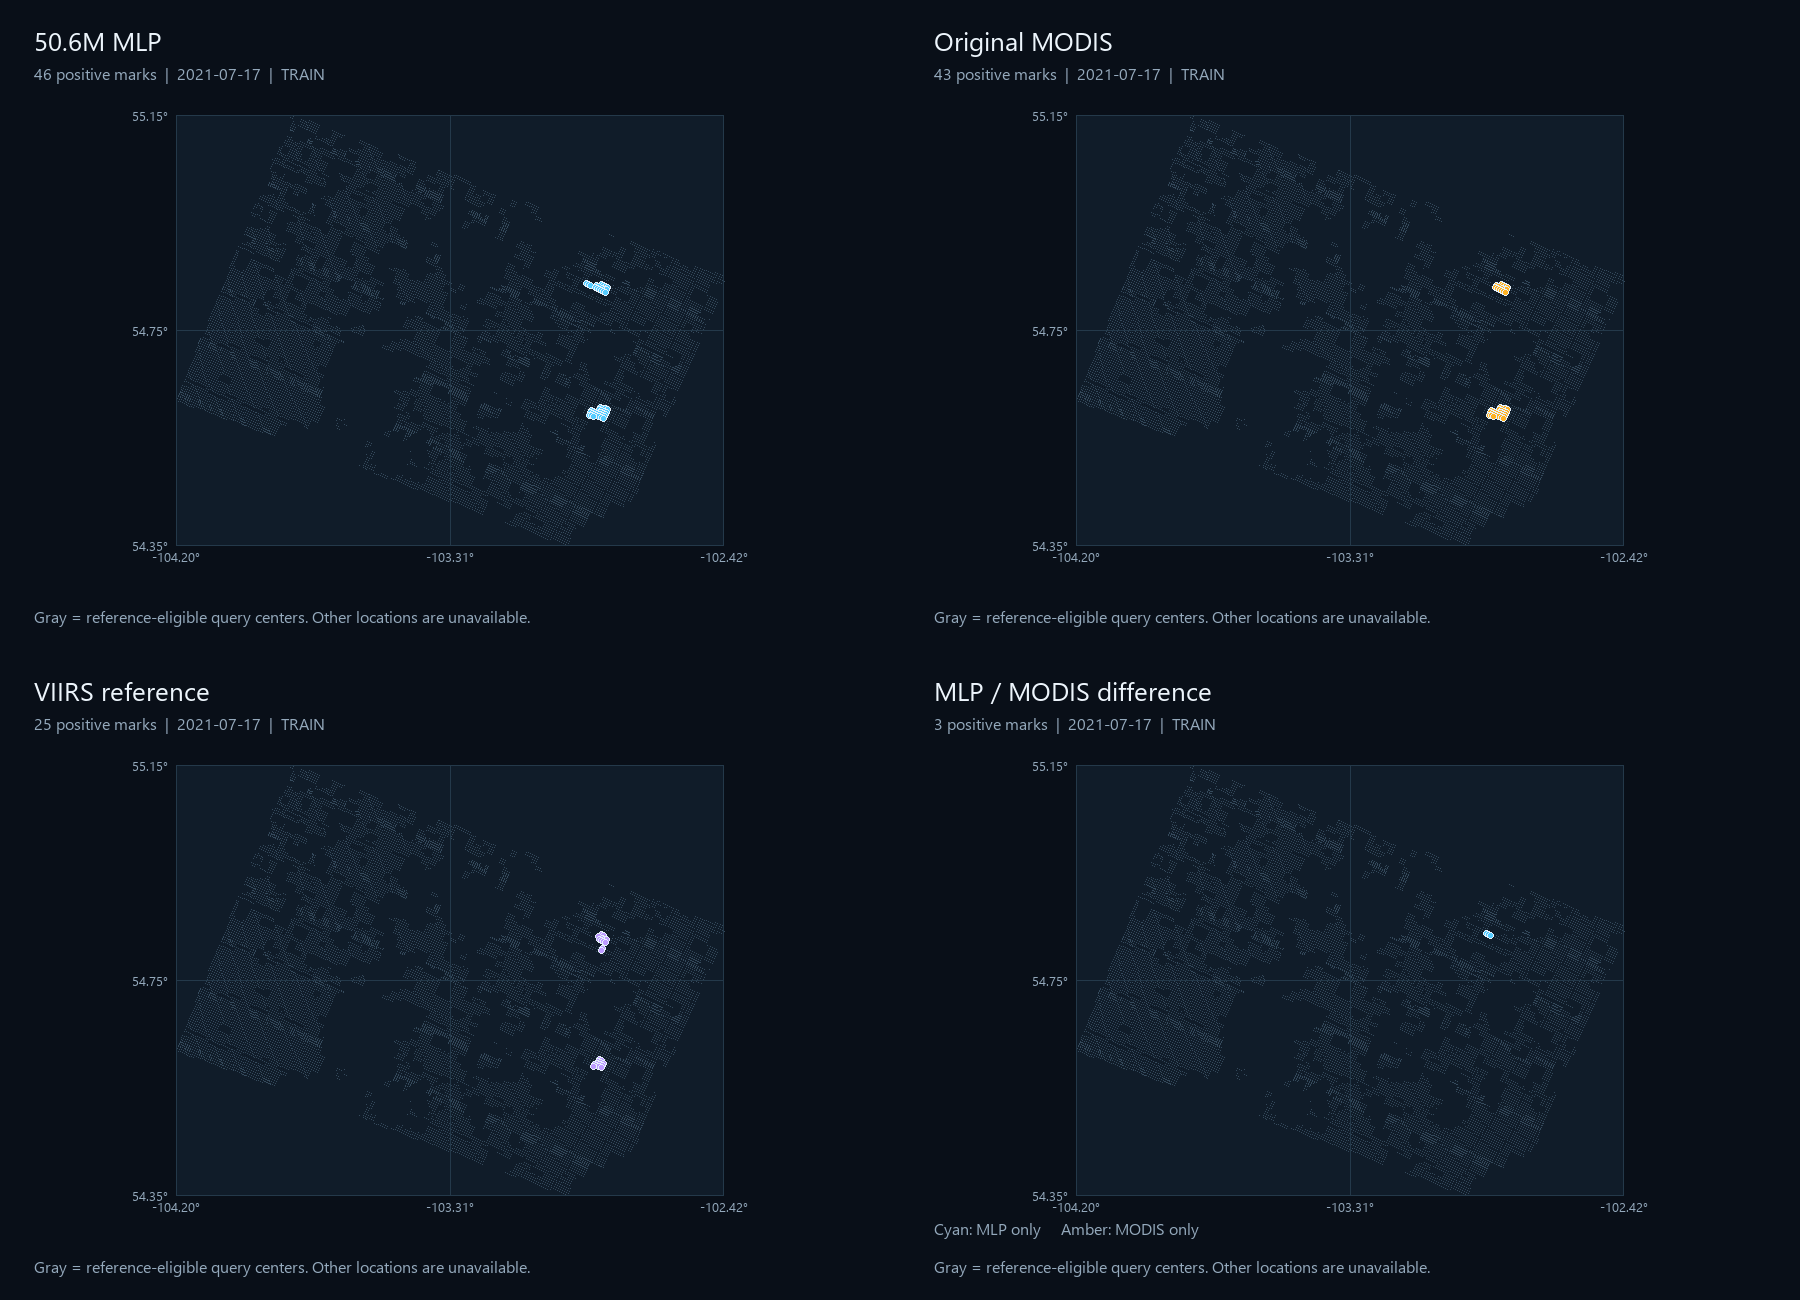 50.6M MLP
46 positive marks | 2021-07-17 | TRAIN
55.15°
54.75°
54.35°
-104.20°
-103.31°
-102.42°
Gray = reference-eligible query centers. Other locations are unavailable.
Original MODIS
43 positive marks | 2021-07-17 | TRAIN
55.15°
54.75°
54.35°
-104.20°
-103.31°
-102.42°
Gray = reference-eligible query centers. Other locations are unavailable.
VIIRS reference
25 positive marks | 2021-07-17 | TRAIN
55.15°
54.75°
54.35°
-104.20°
-103.31°
-102.42°
Gray = reference-eligible query centers. Other locations are unavailable.
MLP / MODIS difference
3 positive marks | 2021-07-17 | TRAIN
55.15°
54.75°
54.35°
-104.20°
-103.31°
-102.42°
Cyan: MLP only Amber: MODIS only
Gray = reference-eligible query centers. Other locations are unavailable.